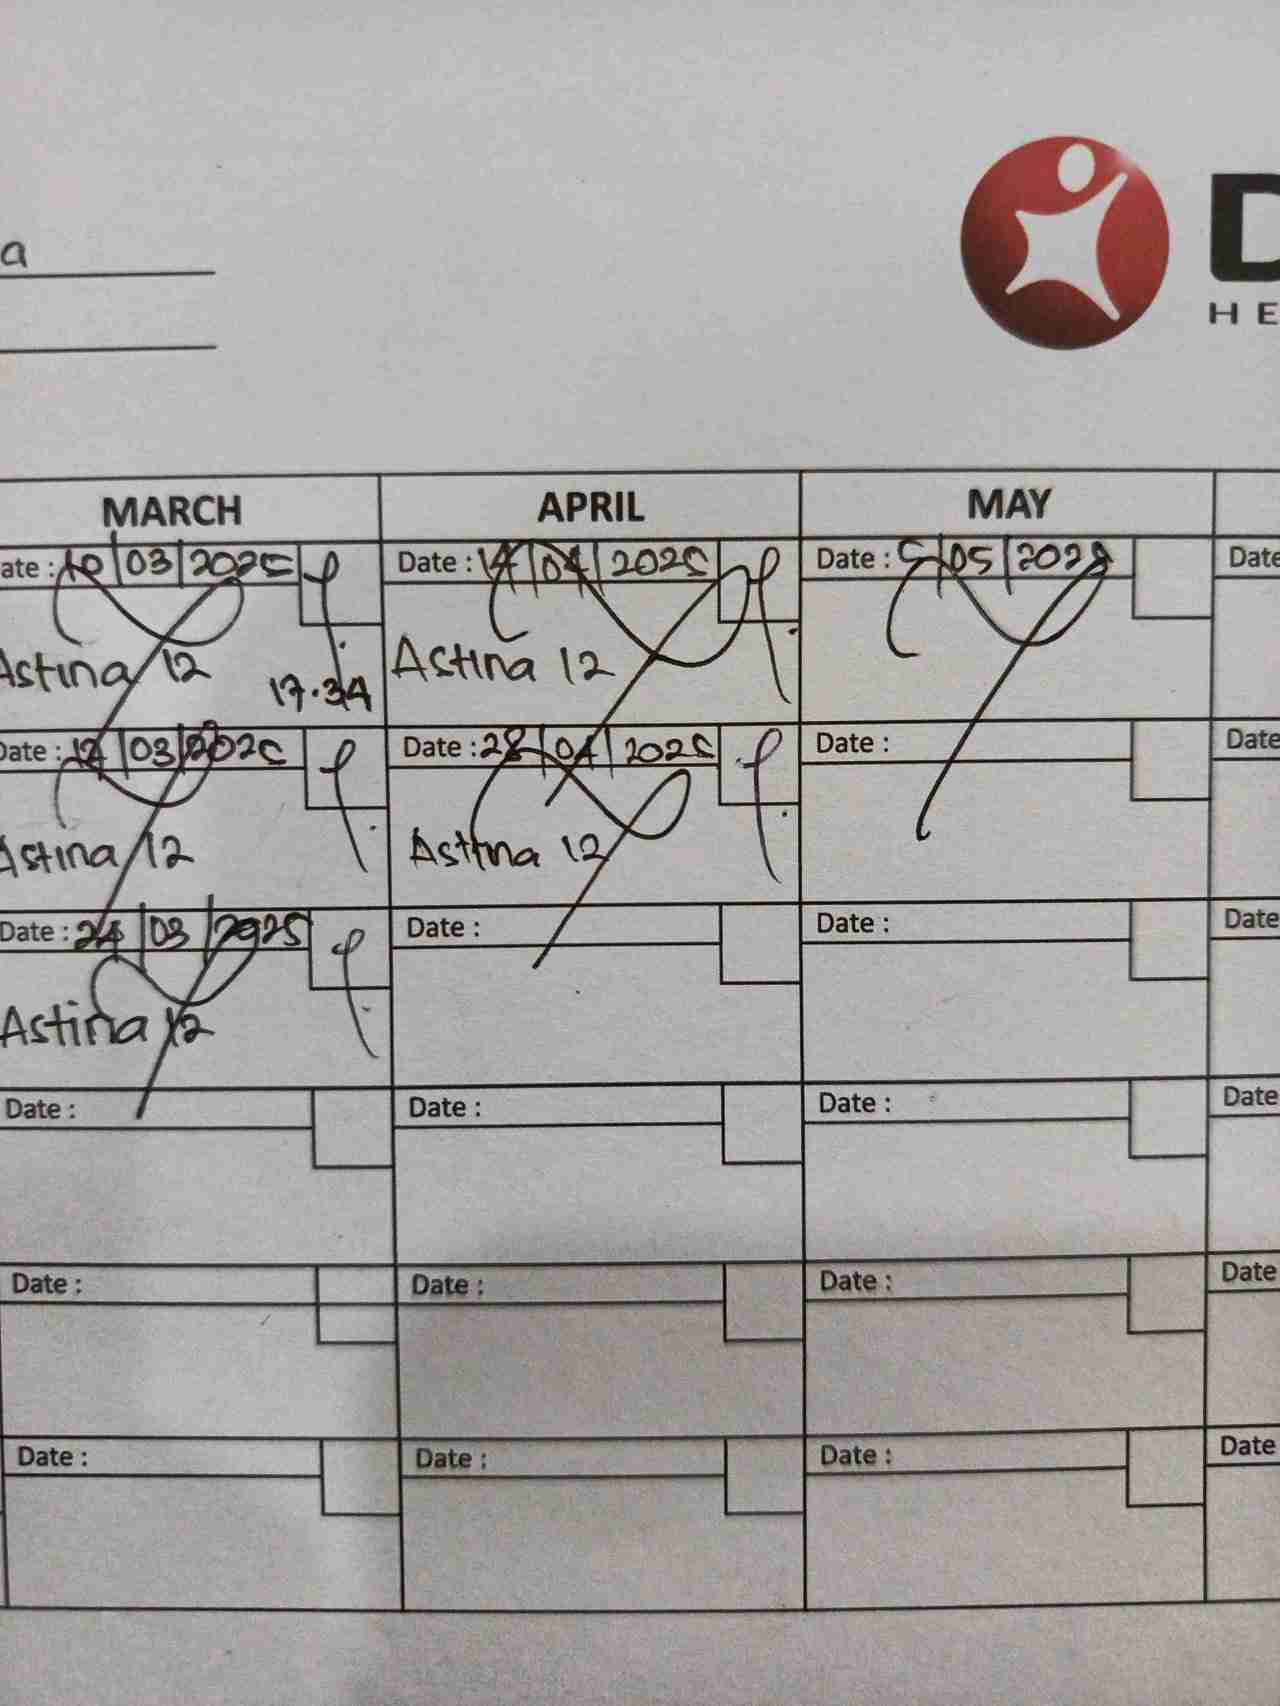 a
D
HE
MARCH APRIL MAY
ate : 10/03/2025 Date : 14/04/2025 Date : 5/05/2025 Date
Astina 12 Astina 12
17.34
Date : /03/2025 Date : 28/04/2025 Date : Date
Astina 12 Astina 12
Date : 24/03/2025 Date : Date : Date
Astina 12
Date : Date : Date : Date
Date : Date : Date : Date
Date : Date : Date : Date